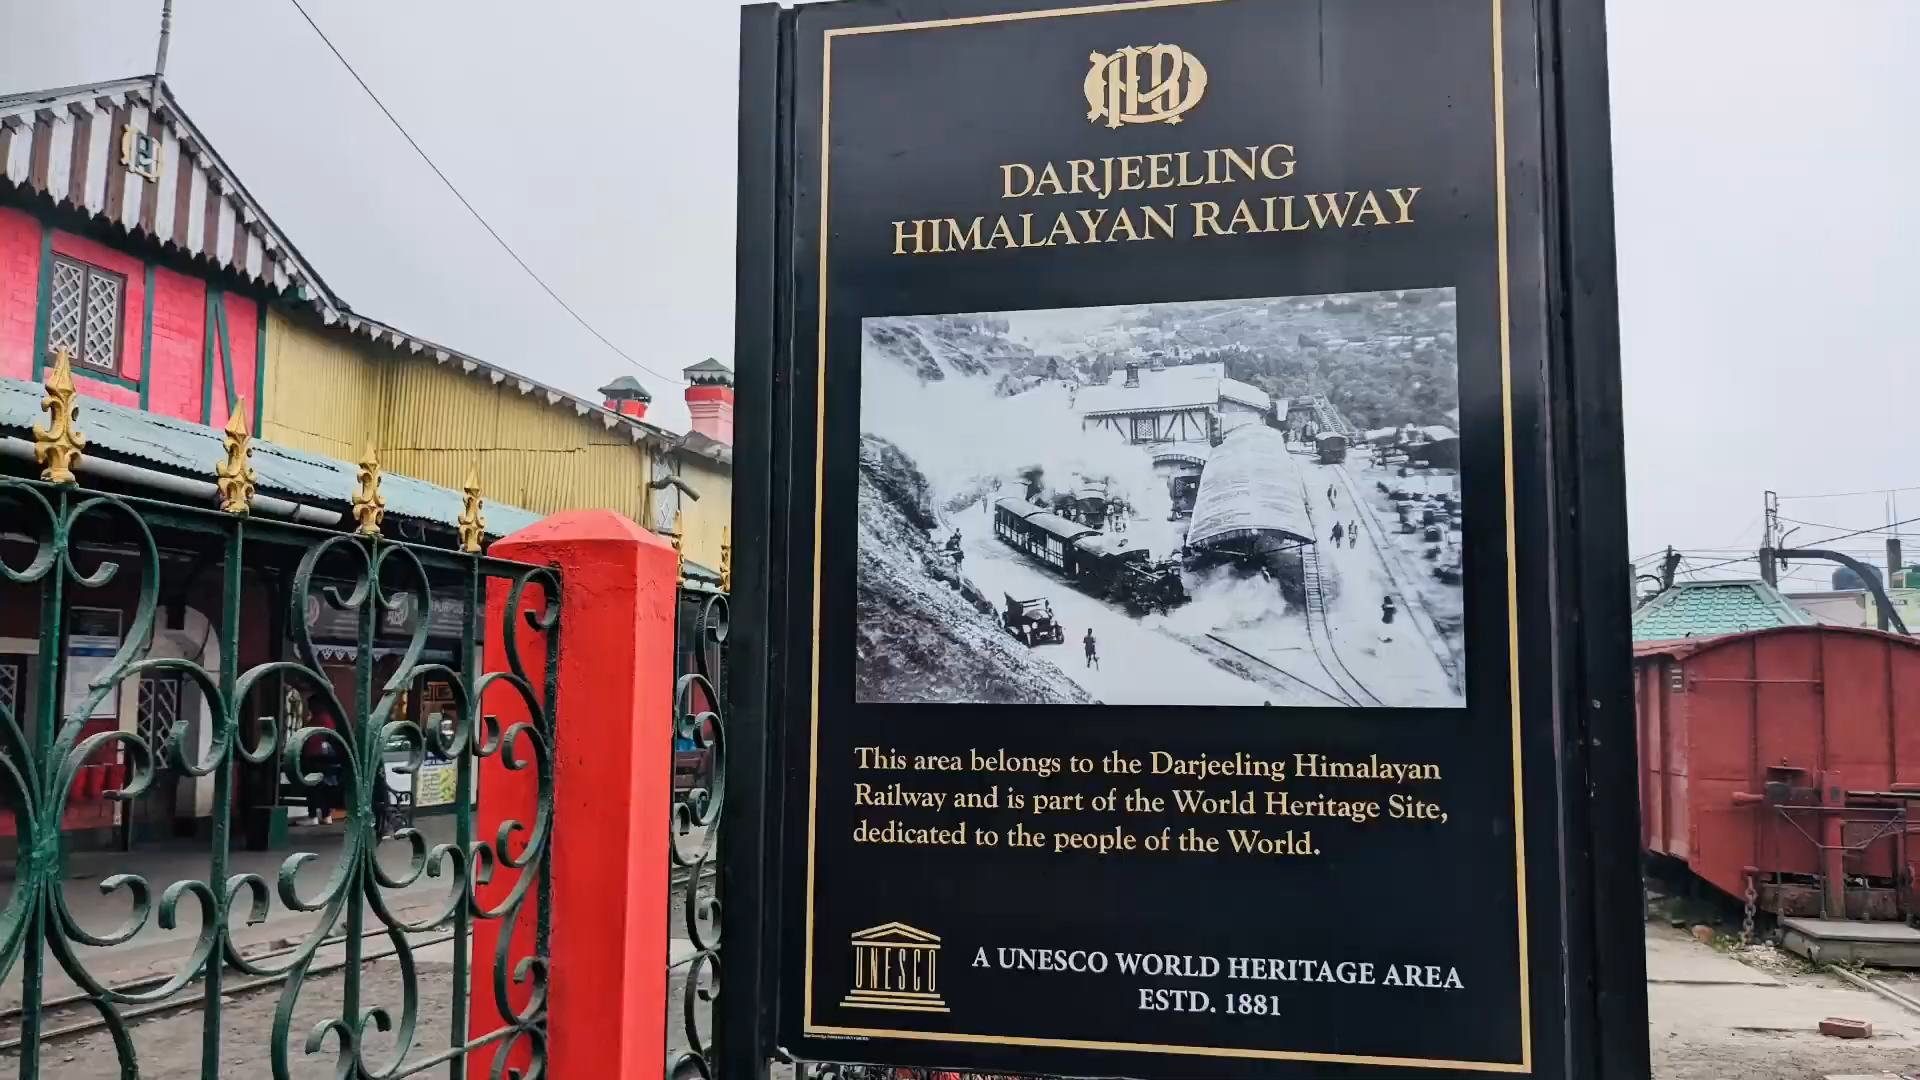 DHR
DARJEELING
HIMALAYAN RAILWAY
This area belongs to the Darjeeling Himalayan
Railway and is part of the World Heritage Site,
dedicated to the people of the World.
UNESCO
A UNESCO WORLD HERITAGE AREA
ESTD. 1881